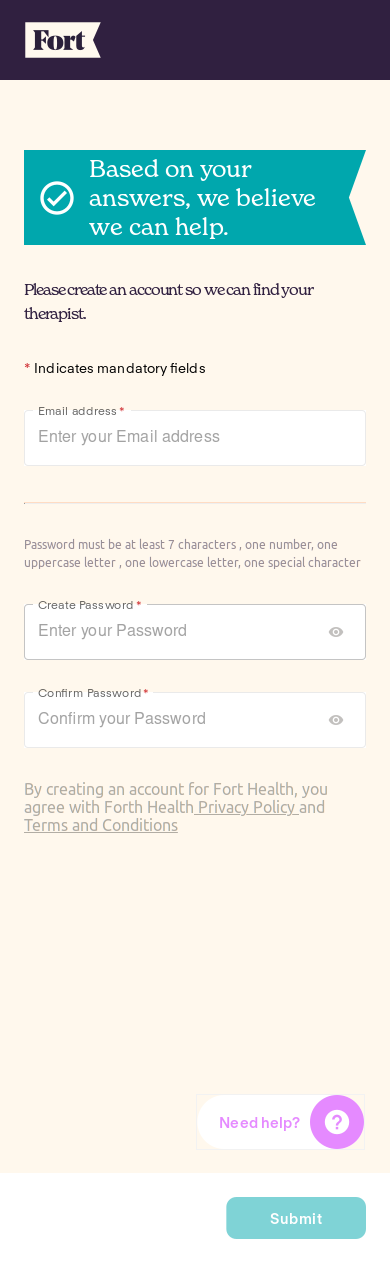 Fort
Based on your
answers, we believe
we can help.
Please create an account so we can find your
therapist.
* Indicates mandatory fields
Email address *
Enter your Email address
Password must be at least 7 characters , one number, one
uppercase letter , one lowercase letter, one special character
Create Password *
Enter your Password
Confirm Password *
Confirm your Password
By creating an account for Fort Health, you
agree with Forth Health Privacy Policy and
Terms and Conditions
Need help?
Submit